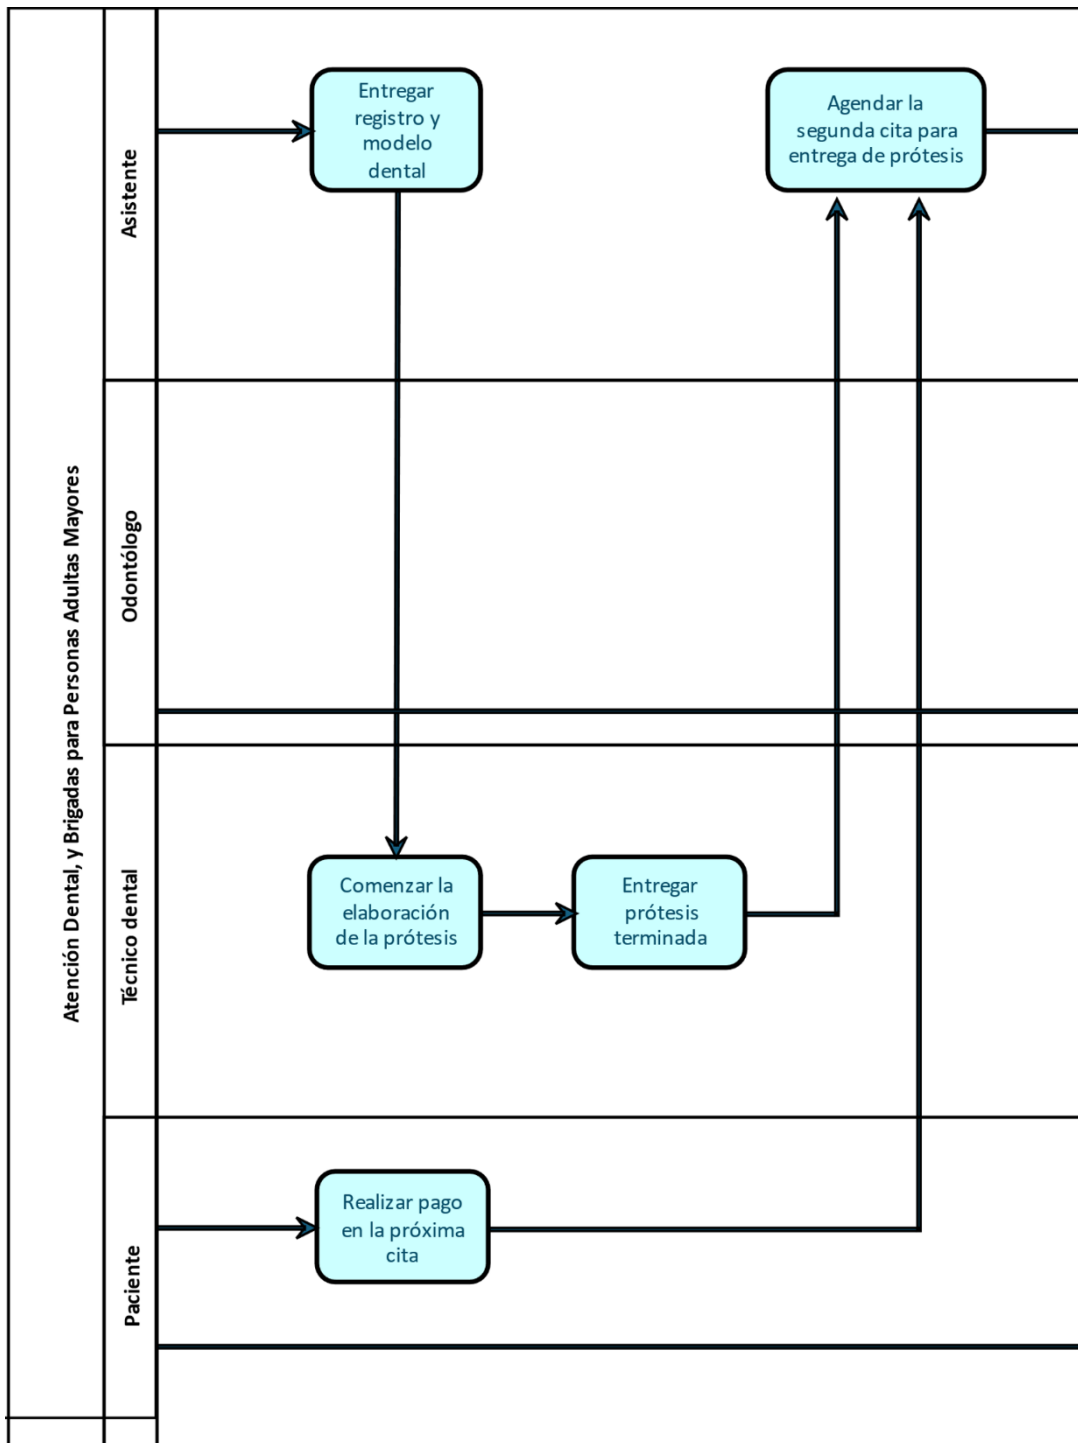 Atención Dental, y Brigadas para Personas Adultas Mayores
Asistente
Entregar
registro y
modelo
dental
Agendar la
segunda cita para
entrega de prótesis
Odontólogo
Técnico dental
Comenzar la
elaboración
de la prótesis
Entregar
prótesis
terminada
Paciente
Realizar pago
en la próxima
cita